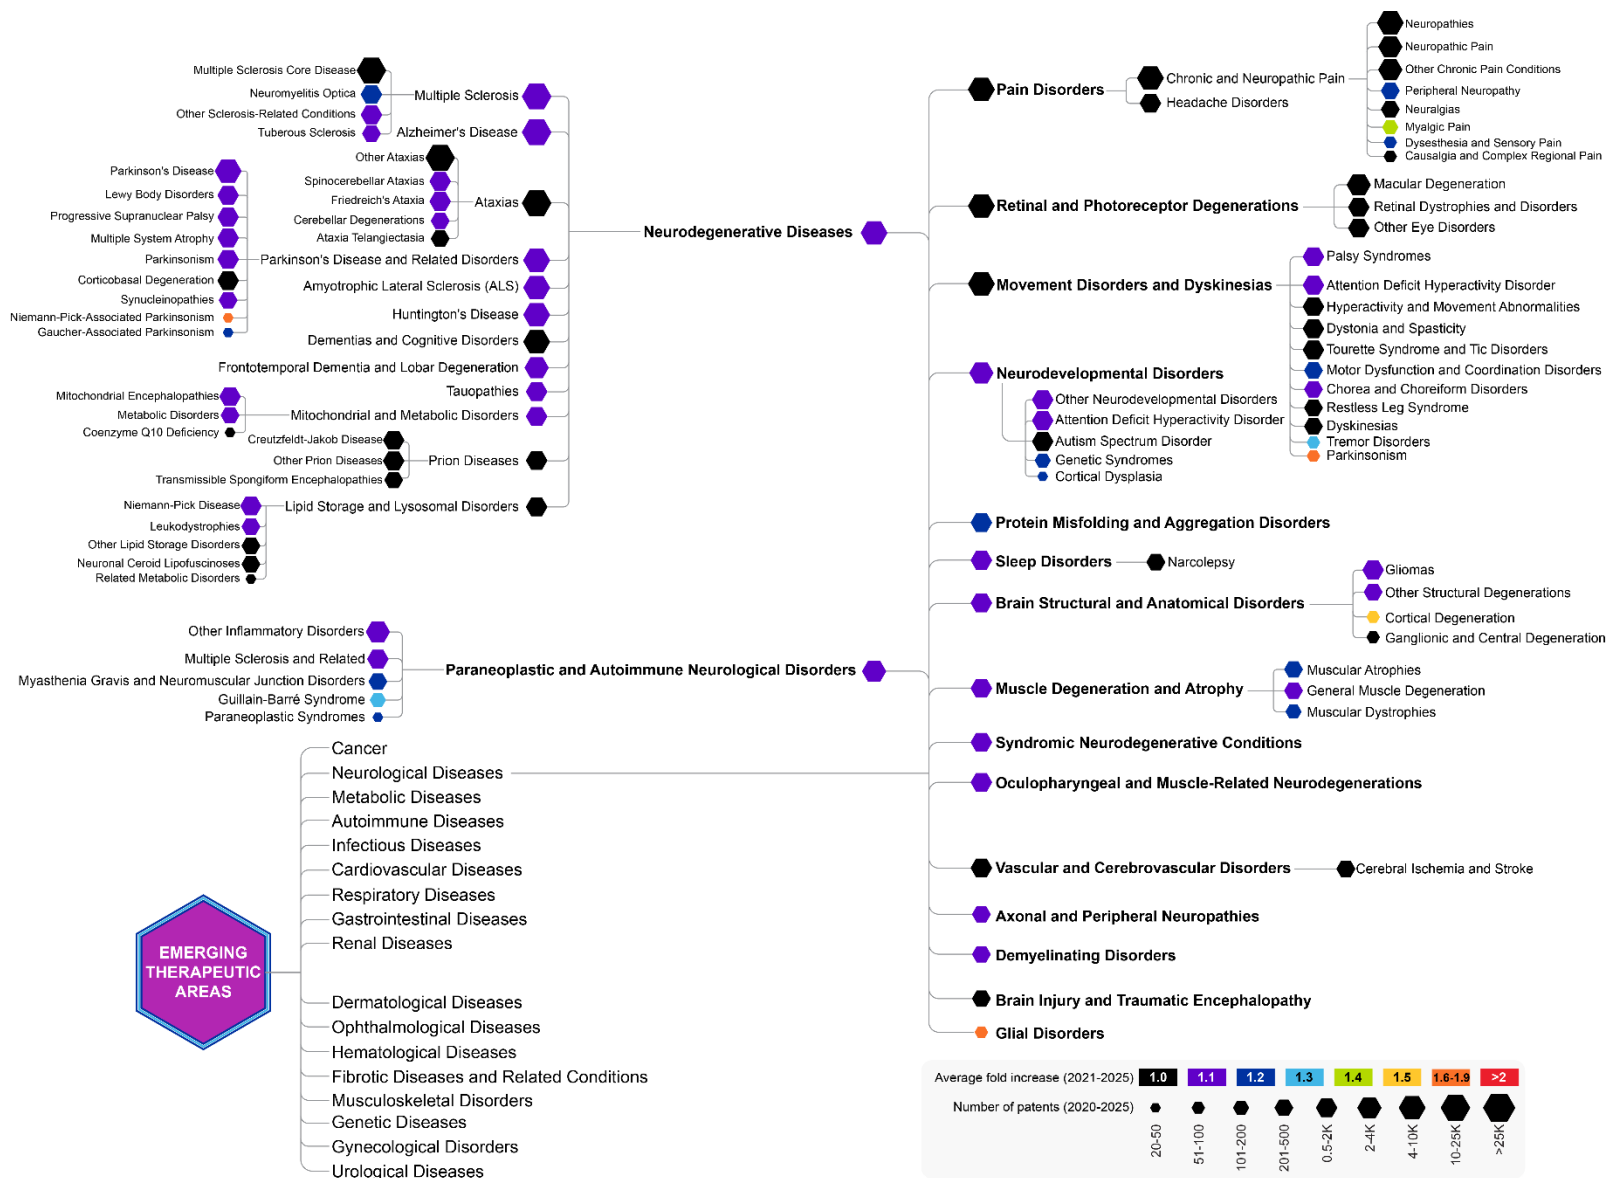 Multiple Sclerosis Core Disease
Neuromyelitis Optica
Other Sclerosis-Related Conditions
Tuberous Sclerosis
Multiple Sclerosis
Alzheimer's Disease
Other Ataxias
Spinocerebellar Ataxias
Friedreich's Ataxia
Cerebellar Degenerations
Ataxia Telangiectasia
Ataxias
Parkinson's Disease
Lewy Body Disorders
Progressive Supranuclear Palsy
Multiple System Atrophy
Parkinsonism
Corticobasal Degeneration
Synucleinopathies
Niemann-Pick-Associated Parkinsonism
Gaucher-Associated Parkinsonism
Parkinson's Disease and Related Disorders
Amyotrophic Lateral Sclerosis (ALS)
Huntington's Disease
Dementias and Cognitive Disorders
Frontotemporal Dementia and Lobar Degeneration
Tauopathies
Mitochondrial Encephalopathies
Metabolic Disorders
Coenzyme Q10 Deficiency
Mitochondrial and Metabolic Disorders
Creutzfeldt-Jakob Disease
Other Prion Diseases
Transmissible Spongiform Encephalopathies
Prion Diseases
Niemann-Pick Disease
Leukodystrophies
Other Lipid Storage Disorders
Neuronal Ceroid Lipofuscinoses
Related Metabolic Disorders
Lipid Storage and Lysosomal Disorders
Neurodegenerative Diseases
Other Inflammatory Disorders
Multiple Sclerosis and Related
Myasthenia Gravis and Neuromuscular Junction Disorders
Guillain-Barré Syndrome
Paraneoplastic Syndromes
Paraneoplastic and Autoimmune Neurological Disorders
Pain Disorders
Chronic and Neuropathic Pain
Headache Disorders
Neuropathies
Neuropathic Pain
Other Chronic Pain Conditions
Peripheral Neuropathy
Neuralgias
Myalgic Pain
Dysesthesia and Sensory Pain
Causalgia and Complex Regional Pain
Retinal and Photoreceptor Degenerations
Macular Degeneration
Retinal Dystrophies and Disorders
Other Eye Disorders
Movement Disorders and Dyskinesias
Palsy Syndromes
Attention Deficit Hyperactivity Disorder
Hyperactivity and Movement Abnormalities
Dystonia and Spasticity
Tourette Syndrome and Tic Disorders
Motor Dysfunction and Coordination Disorders
Chorea and Choreiform Disorders
Restless Leg Syndrome
Dyskinesias
Tremor Disorders
Parkinsonism
Neurodevelopmental Disorders
Other Neurodevelopmental Disorders
Attention Deficit Hyperactivity Disorder
Autism Spectrum Disorder
Genetic Syndromes
Cortical Dysplasia
Protein Misfolding and Aggregation Disorders
Sleep Disorders
Narcolepsy
Brain Structural and Anatomical Disorders
Gliomas
Other Structural Degenerations
Cortical Degeneration
Ganglionic and Central Degeneration
Muscle Degeneration and Atrophy
Muscular Atrophies
General Muscle Degeneration
Muscular Dystrophies
Syndromic Neurodegenerative Conditions
Oculopharyngeal and Muscle-Related Neurodegenerations
Vascular and Cerebrovascular Disorders
Cerebral Ischemia and Stroke
Axonal and Peripheral Neuropathies
Demyelinating Disorders
Brain Injury and Traumatic Encephalopathy
Glial Disorders
EMERGING
THERAPEUTIC
AREAS
Cancer
Neurological Diseases
Metabolic Diseases
Autoimmune Diseases
Infectious Diseases
Cardiovascular Diseases
Respiratory Diseases
Gastrointestinal Diseases
Renal Diseases
Dermatological Diseases
Ophthalmological Diseases
Hematological Diseases
Fibrotic Diseases and Related Conditions
Musculoskeletal Disorders
Genetic Diseases
Gynecological Disorders
Urological Diseases
Average fold increase (2021-2025) 1.0 1.1 1.2 1.3 1.4 1.5 1.6-1.9 >2
Number of patents (2020-2025)
20-50
51-100
101-200
201-500
0.5-2K
2-4K
4-10K
10-25K
>25K